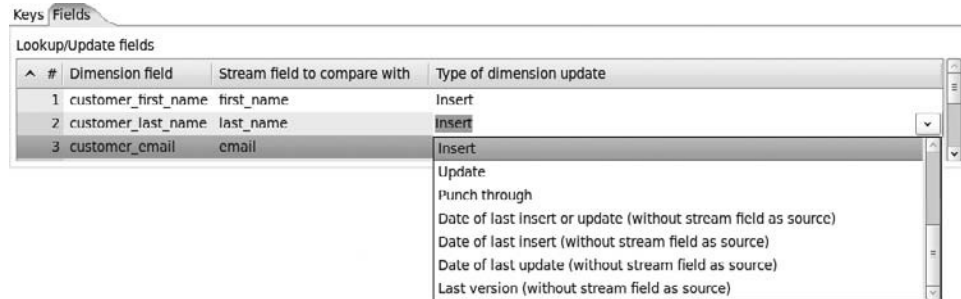 Keys Fields
Lookup/Update fields
# Dimension field Stream field to compare with Type of dimension update
1 customer_first_name first_name Insert
2 customer_last_name last_name Insert
3 customer_email email Insert
Update
Punch through
Date of last insert or update (without stream field as source)
Date of last insert (without stream field as source)
Date of last update (without stream field as source)
Last version (without stream field as source)